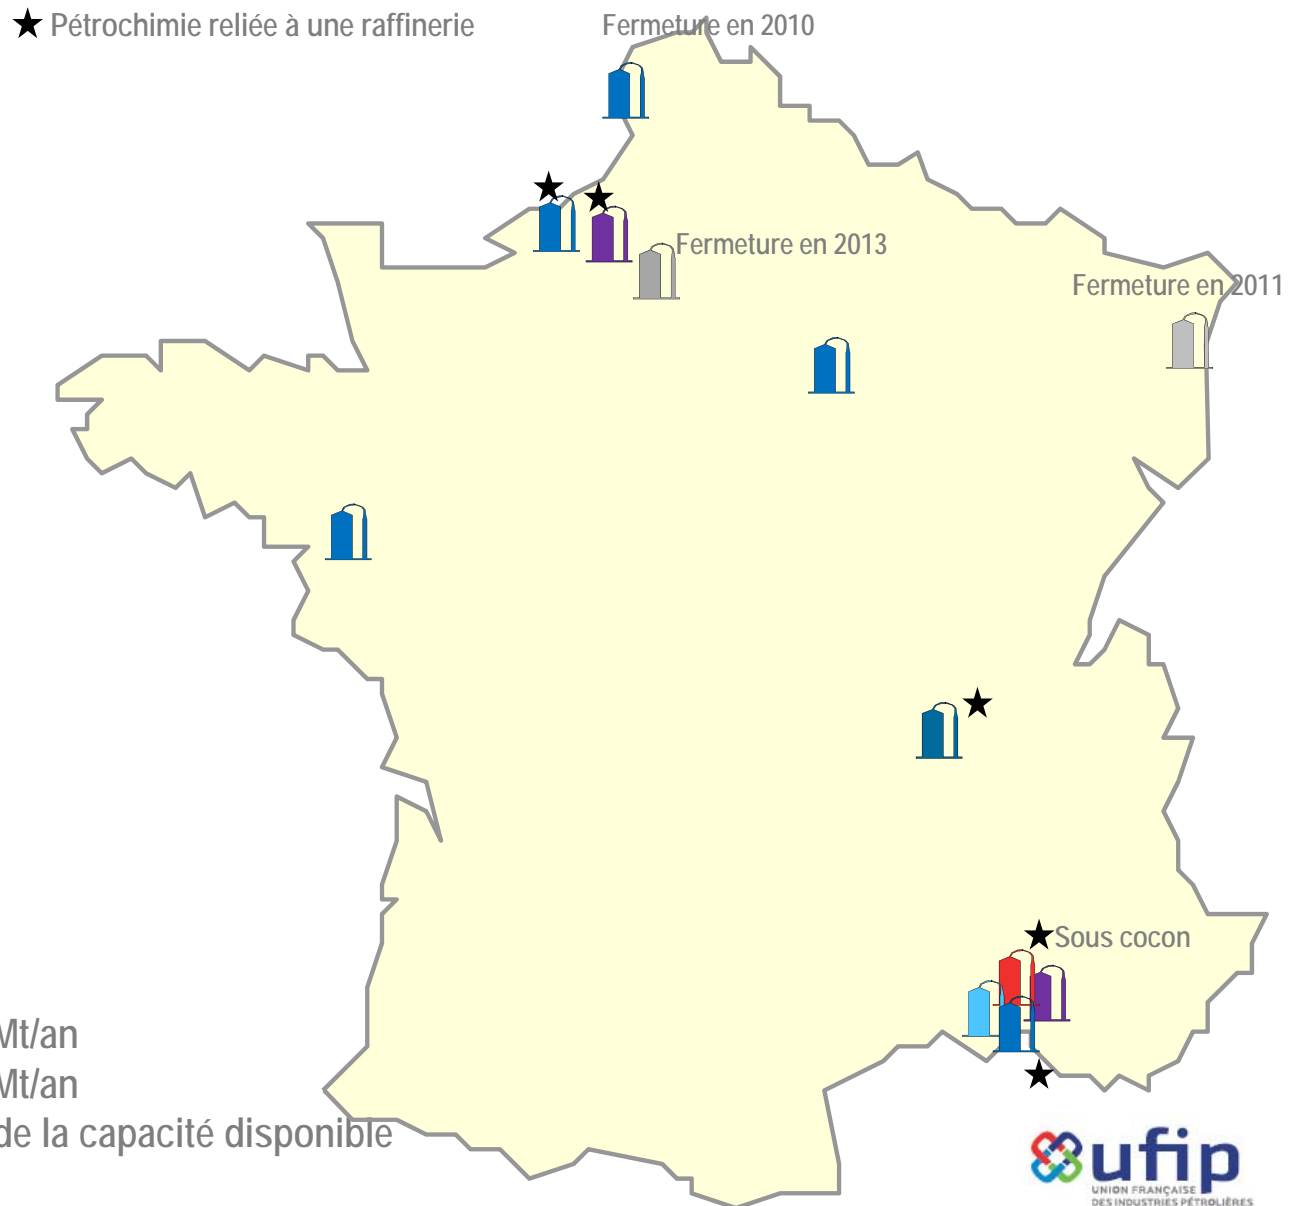 ★ Pétrochimie reliée à une raffinerie
Fermeture en 2010
Fermeture en 2013
Fermeture en 2011
Sous cocon
Mt/an
Mt/an
de la capacité disponible
ufip
UNION FRANÇAISE
DES INDUSTRIES PÉTROLIÈRES